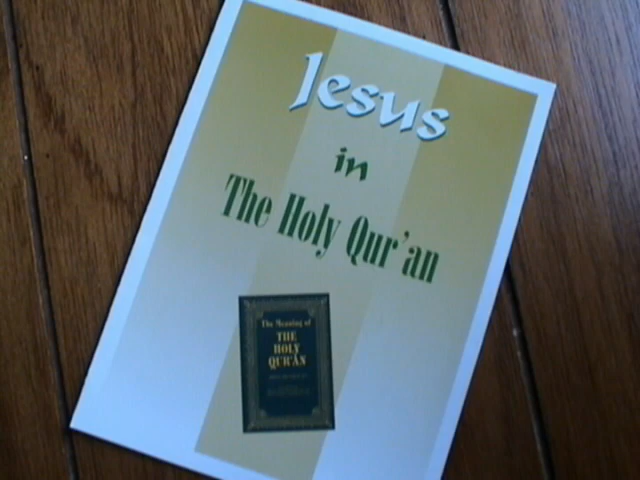 Jesus
in
The Holy Qur'an
The Meaning of
THE
HOLY
QUR'AN